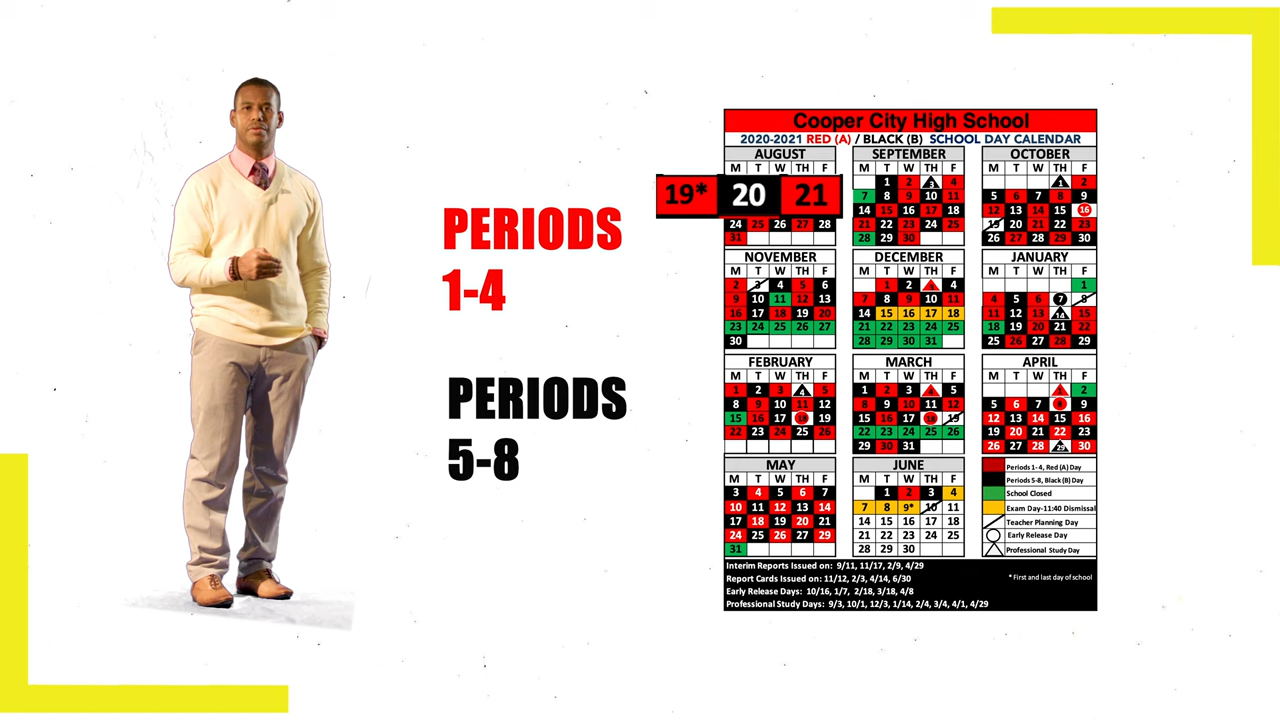 PERIODS
1-4
PERIODS
5-8
Cooper City High School
2020-2021 RED (A) / BLACK (B) SCHOOL DAY CALENDAR
AUGUST
M T W TH F
19* 20 21
24 25 26 27 28
31
SEPTEMBER
M T W TH F
1 2 3 4
7 8 9 10 11
14 15 16 17 18
21 22 23 24 25
28 29 30
OCTOBER
M T W TH F
1 2
5 6 7 8 9
12 13 14 15 16
19 20 21 22 23
26 27 28 29 30
NOVEMBER
M T W TH F
2 3 4 5 6
9 10 11 12 13
16 17 18 19 20
23 24 25 26 27
30
DECEMBER
M T W TH F
1 2 3 4
7 8 9 10 11
14 15 16 17 18
21 22 23 24 25
28 29 30 31
JANUARY
M T W TH F
1
4 5 6 7 8
11 12 13 14 15
18 19 20 21 22
25 26 27 28 29
FEBRUARY
M T W TH F
1 2 3 4 5
8 9 10 11 12
15 16 17 18 19
22 23 24 25 26
MARCH
M T W TH F
1 2 3 4 5
8 9 10 11 12
15 16 17 18 19
22 23 24 25 26
29 30 31
APRIL
M T W TH F
1 2
5 6 7 8 9
12 13 14 15 16
19 20 21 22 23
26 27 28 29 30
MAY
M T W TH F
3 4 5 6 7
10 11 12 13 14
17 18 19 20 21
24 25 26 27 29
31
JUNE
M T W TH F
1 2 3 4
7 8 9* 10 11
14 15 16 17 18
21 22 23 24 25
28 29 30
Periods 1-4, Red (A) Day
Periods 5-8, Black (B) Day
School Closed
Exam Day-11:40 Dismissal
Teacher Planning Day
Early Release Day
Professional Study Day
Interim Reports Issued on: 9/11, 11/17, 2/9, 4/29
Report Cards Issued on: 11/12, 2/3, 4/14, 6/30
* First and last day of school
Early Release Days: 10/16, 1/7, 2/18, 3/18, 4/8
Professional Study Days: 9/3, 10/1, 12/3, 1/14, 2/4, 3/4, 4/1, 4/29